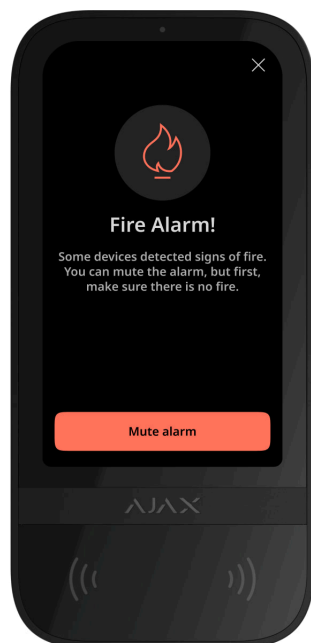 Fire Alarm!
Some devices detected signs of fire.
You can mute the alarm, but first,
make sure there is no fire.
Mute alarm
AJAX